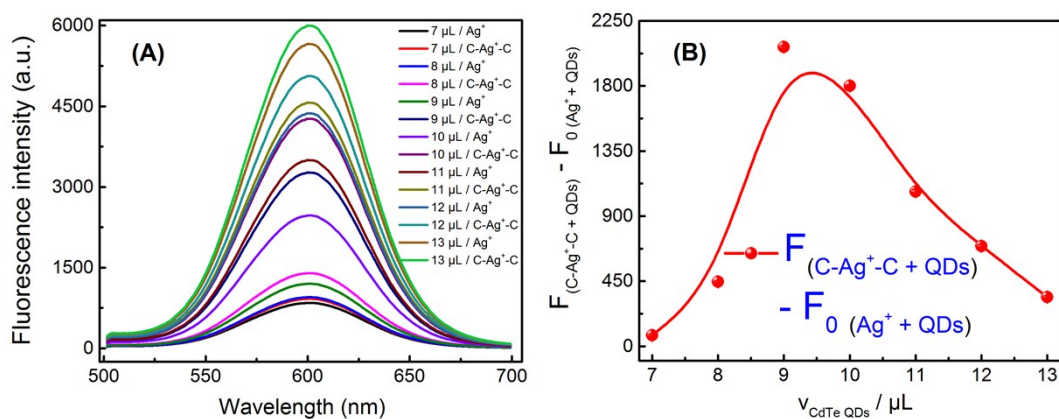 (A)
Fluorescence intensity (a.u.)
6000
4500
3000
1500
0
500
550
600
650
700
Wavelength (nm)
7 µL / Ag⁺
7 µL / C-Ag⁺-C
8 µL / Ag⁺
8 µL / C-Ag⁺-C
9 µL / Ag⁺
9 µL / C-Ag⁺-C
10 µL / Ag⁺
10 µL / C-Ag⁺-C
11 µL / Ag⁺
11 µL / C-Ag⁺-C
12 µL / Ag⁺
12 µL / C-Ag⁺-C
13 µL / Ag⁺
13 µL / C-Ag⁺-C
(B)
F (C-Ag⁺-C + QDs) - F 0 (Ag⁺ + QDs)
2250
1800
1350
900
450
0
7
8
9
10
11
12
13
v CdTe QDs / µL
F (C-Ag⁺-C + QDs)
- F 0 (Ag⁺ + QDs)